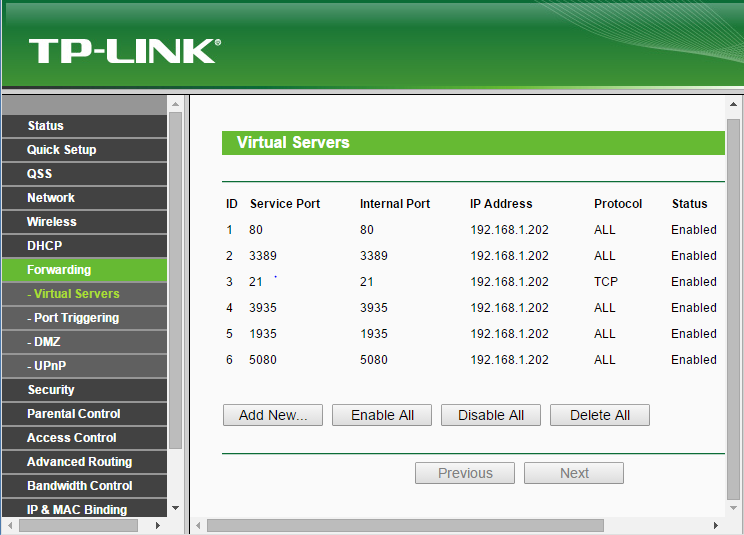 TP-LINK®
Status
Quick Setup
QSS
Network
Wireless
DHCP
Forwarding
- Virtual Servers
- Port Triggering
- DMZ
- UPnP
Security
Parental Control
Access Control
Advanced Routing
Bandwidth Control
IP & MAC Binding
Virtual Servers
ID Service Port Internal Port IP Address Protocol Status
1 80 80 192.168.1.202 ALL Enabled
2 3389 3389 192.168.1.202 ALL Enabled
3 21 21 192.168.1.202 TCP Enabled
4 3935 3935 192.168.1.202 ALL Enabled
5 1935 1935 192.168.1.202 ALL Enabled
6 5080 5080 192.168.1.202 ALL Enabled
Add New... Enable All Disable All Delete All
Previous Next